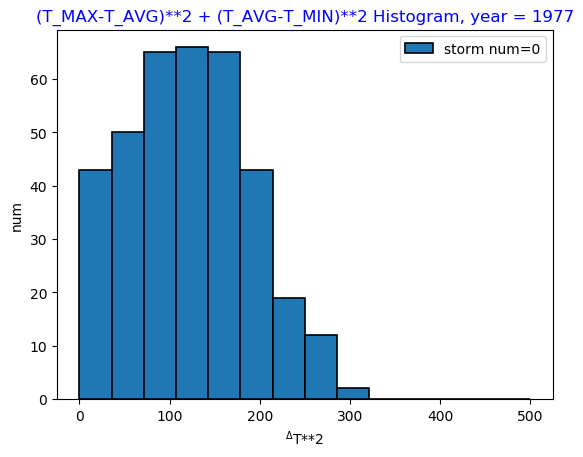 (T_MAX-T_AVG)**2 + (T_AVG-T_MIN)**2 Histogram, year = 1977
storm num=0
num
60
50
40
30
20
10
0
0 100 200 300 400 500
ΔT**2